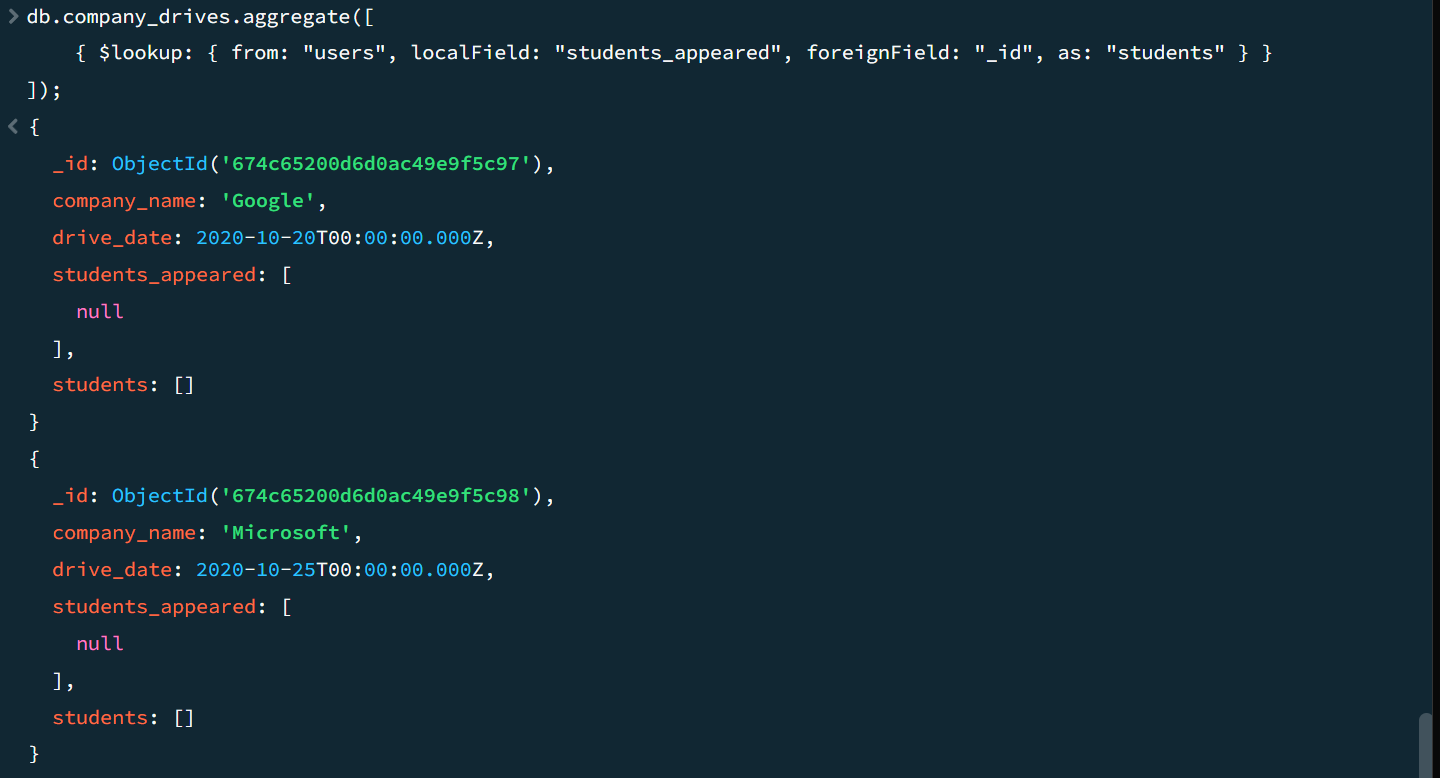 db.company_drives.aggregate([
    { $lookup: { from: "users", localField: "students_appeared", foreignField: "_id", as: "students" } }
]);
{
  _id: ObjectId('674c65200d6d0ac49e9f5c97'),
  company_name: 'Google',
  drive_date: 2020-10-20T00:00:00.000Z,
  students_appeared: [
    null
  ],
  students: []
}
{
  _id: ObjectId('674c65200d6d0ac49e9f5c98'),
  company_name: 'Microsoft',
  drive_date: 2020-10-25T00:00:00.000Z,
  students_appeared: [
    null
  ],
  students: []
}